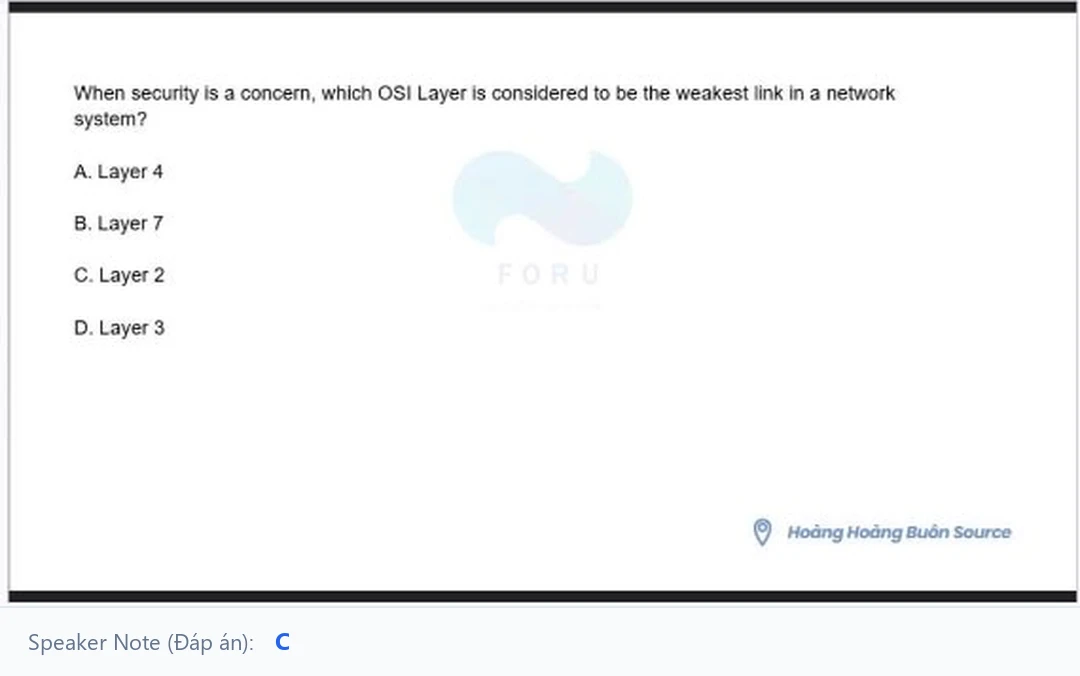 When security is a concern, which OSI Layer is considered to be the weakest link in a network
system?
A. Layer 4
B. Layer 7
C. Layer 2
D. Layer 3
FORU
Hoàng Hoàng Buôn Source
Speaker Note (Đáp án): C